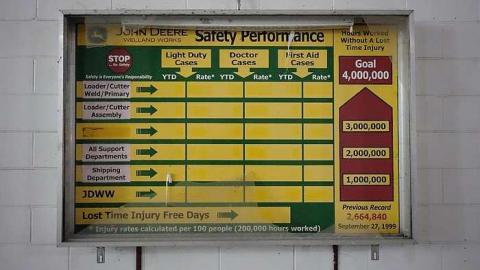 JOHN DEERE
WELLAND WORKS
Safety Performance
Hours Worked
Without A Lost
Time Injury
STOP
Be Safety
Safety is Everyone's Responsibility
Light Duty
Cases
Doctor
Cases
First Aid
Cases
YTD Rate* YTD Rate* YTD Rate*
Goal
4,000,000
Loader/Cutter
Weld/Primary
Loader/Cutter
Assembly
3,000,000
All Support
Departments
2,000,000
Shipping
Department
1,000,000
JDWW
Lost Time Injury Free Days
Previous Record
2,664,840
September 27, 1999
* Injury rates calculated per 100 people (200,000 hours worked)